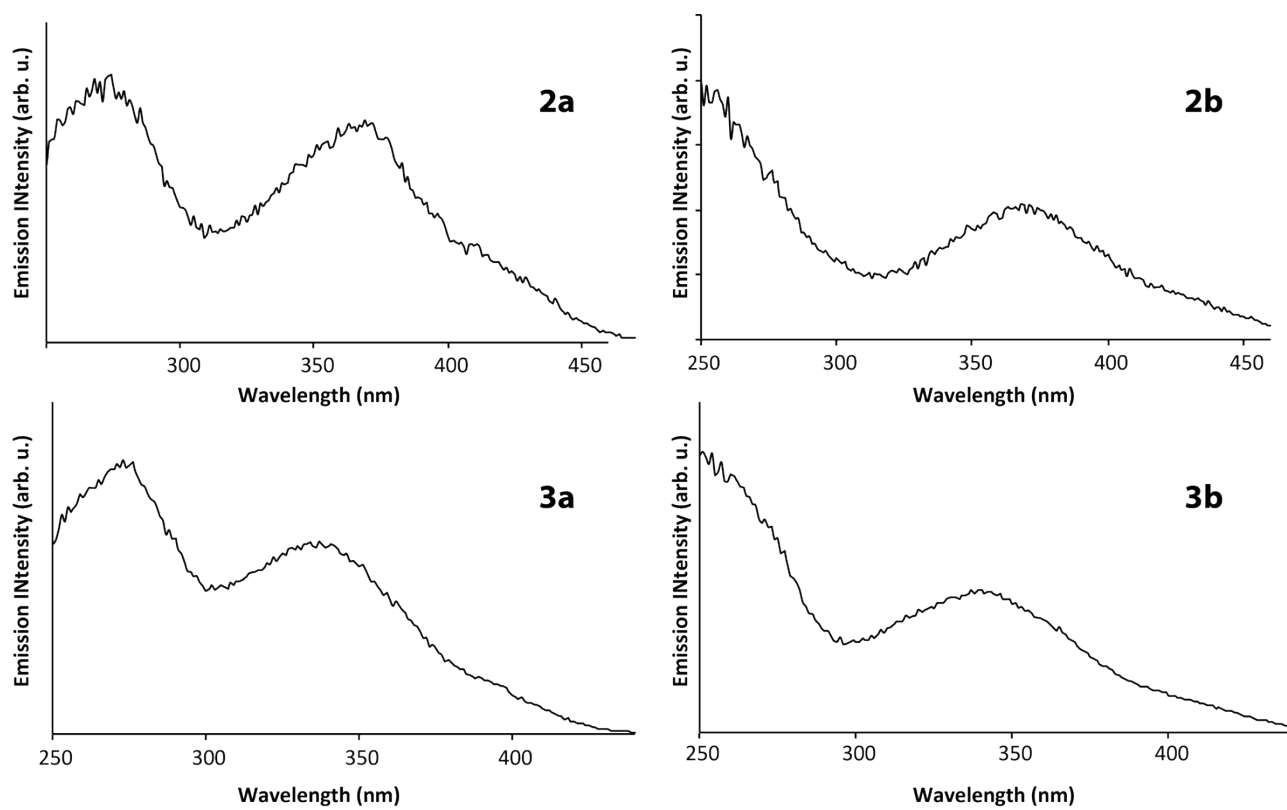 Emission INtensity (arb. u.)
2a
300
350
400
450
Wavelength (nm)
Emission INtensity (arb. u.)
2b
250
300
350
400
450
Wavelength (nm)
Emission INtensity (arb. u.)
3a
250
300
350
400
Wavelength (nm)
Emission INtensity (arb. u.)
3b
250
300
350
400
Wavelength (nm)